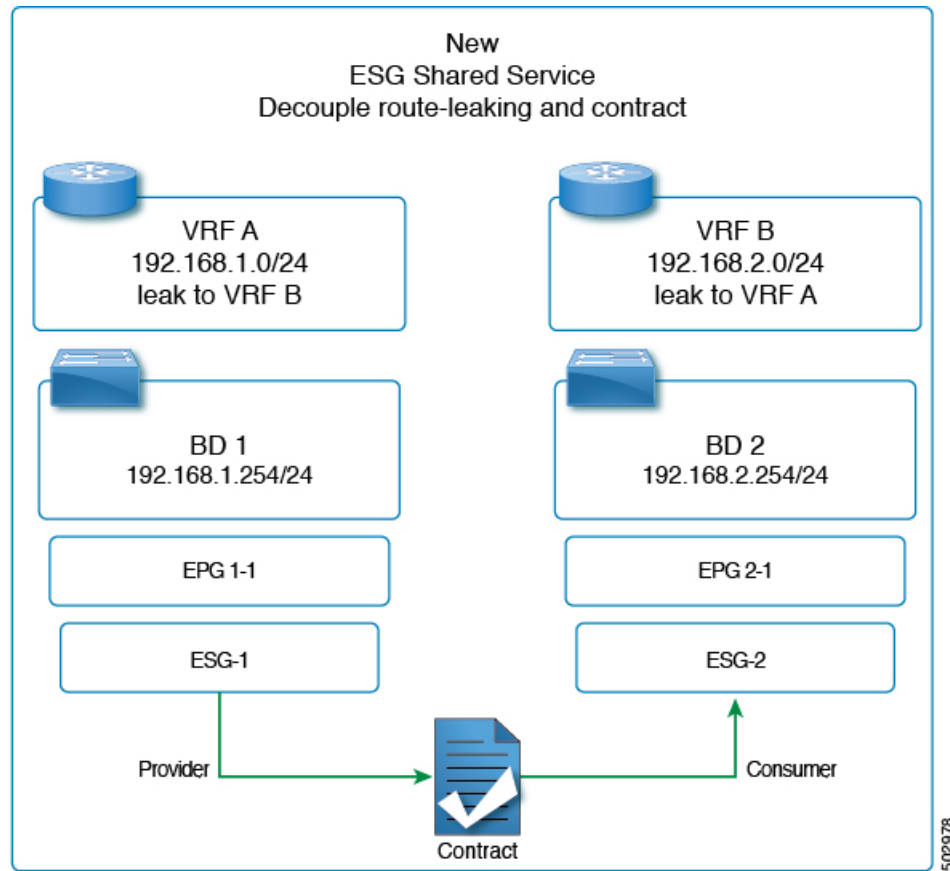 New
ESG Shared Service
Decouple route-leaking and contract
VRF A
192.168.1.0/24
leak to VRF B
VRF B
192.168.2.0/24
leak to VRF A
BD 1
192.168.1.254/24
BD 2
192.168.2.254/24
EPG 1-1
EPG 2-1
ESG-1
ESG-2
Provider
Consumer
Contract
502978